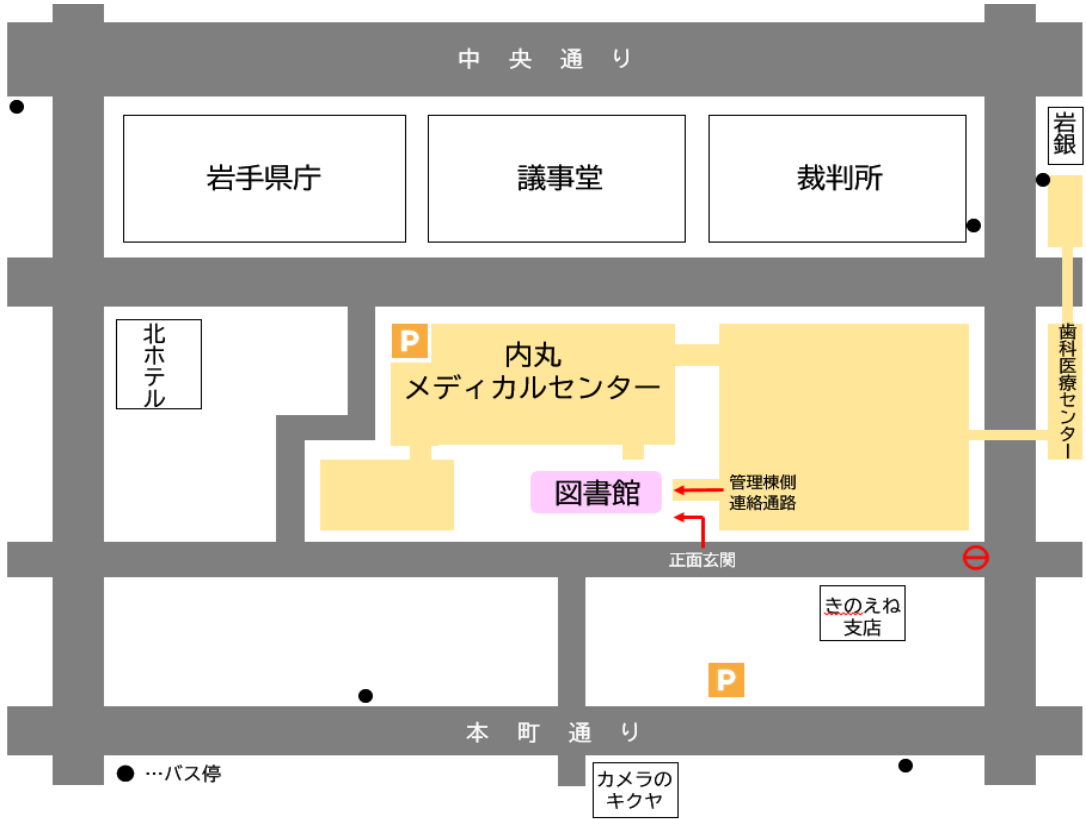 中央通り
岩手県庁
議事堂
裁判所
岩銀
北ホテル
P
内丸
メディカルセンター
歯科医療センター
図書館
管理棟側
連絡通路
正面玄関
きのえね
支店
P
本町通り
…バス停
カメラの
キクヤ